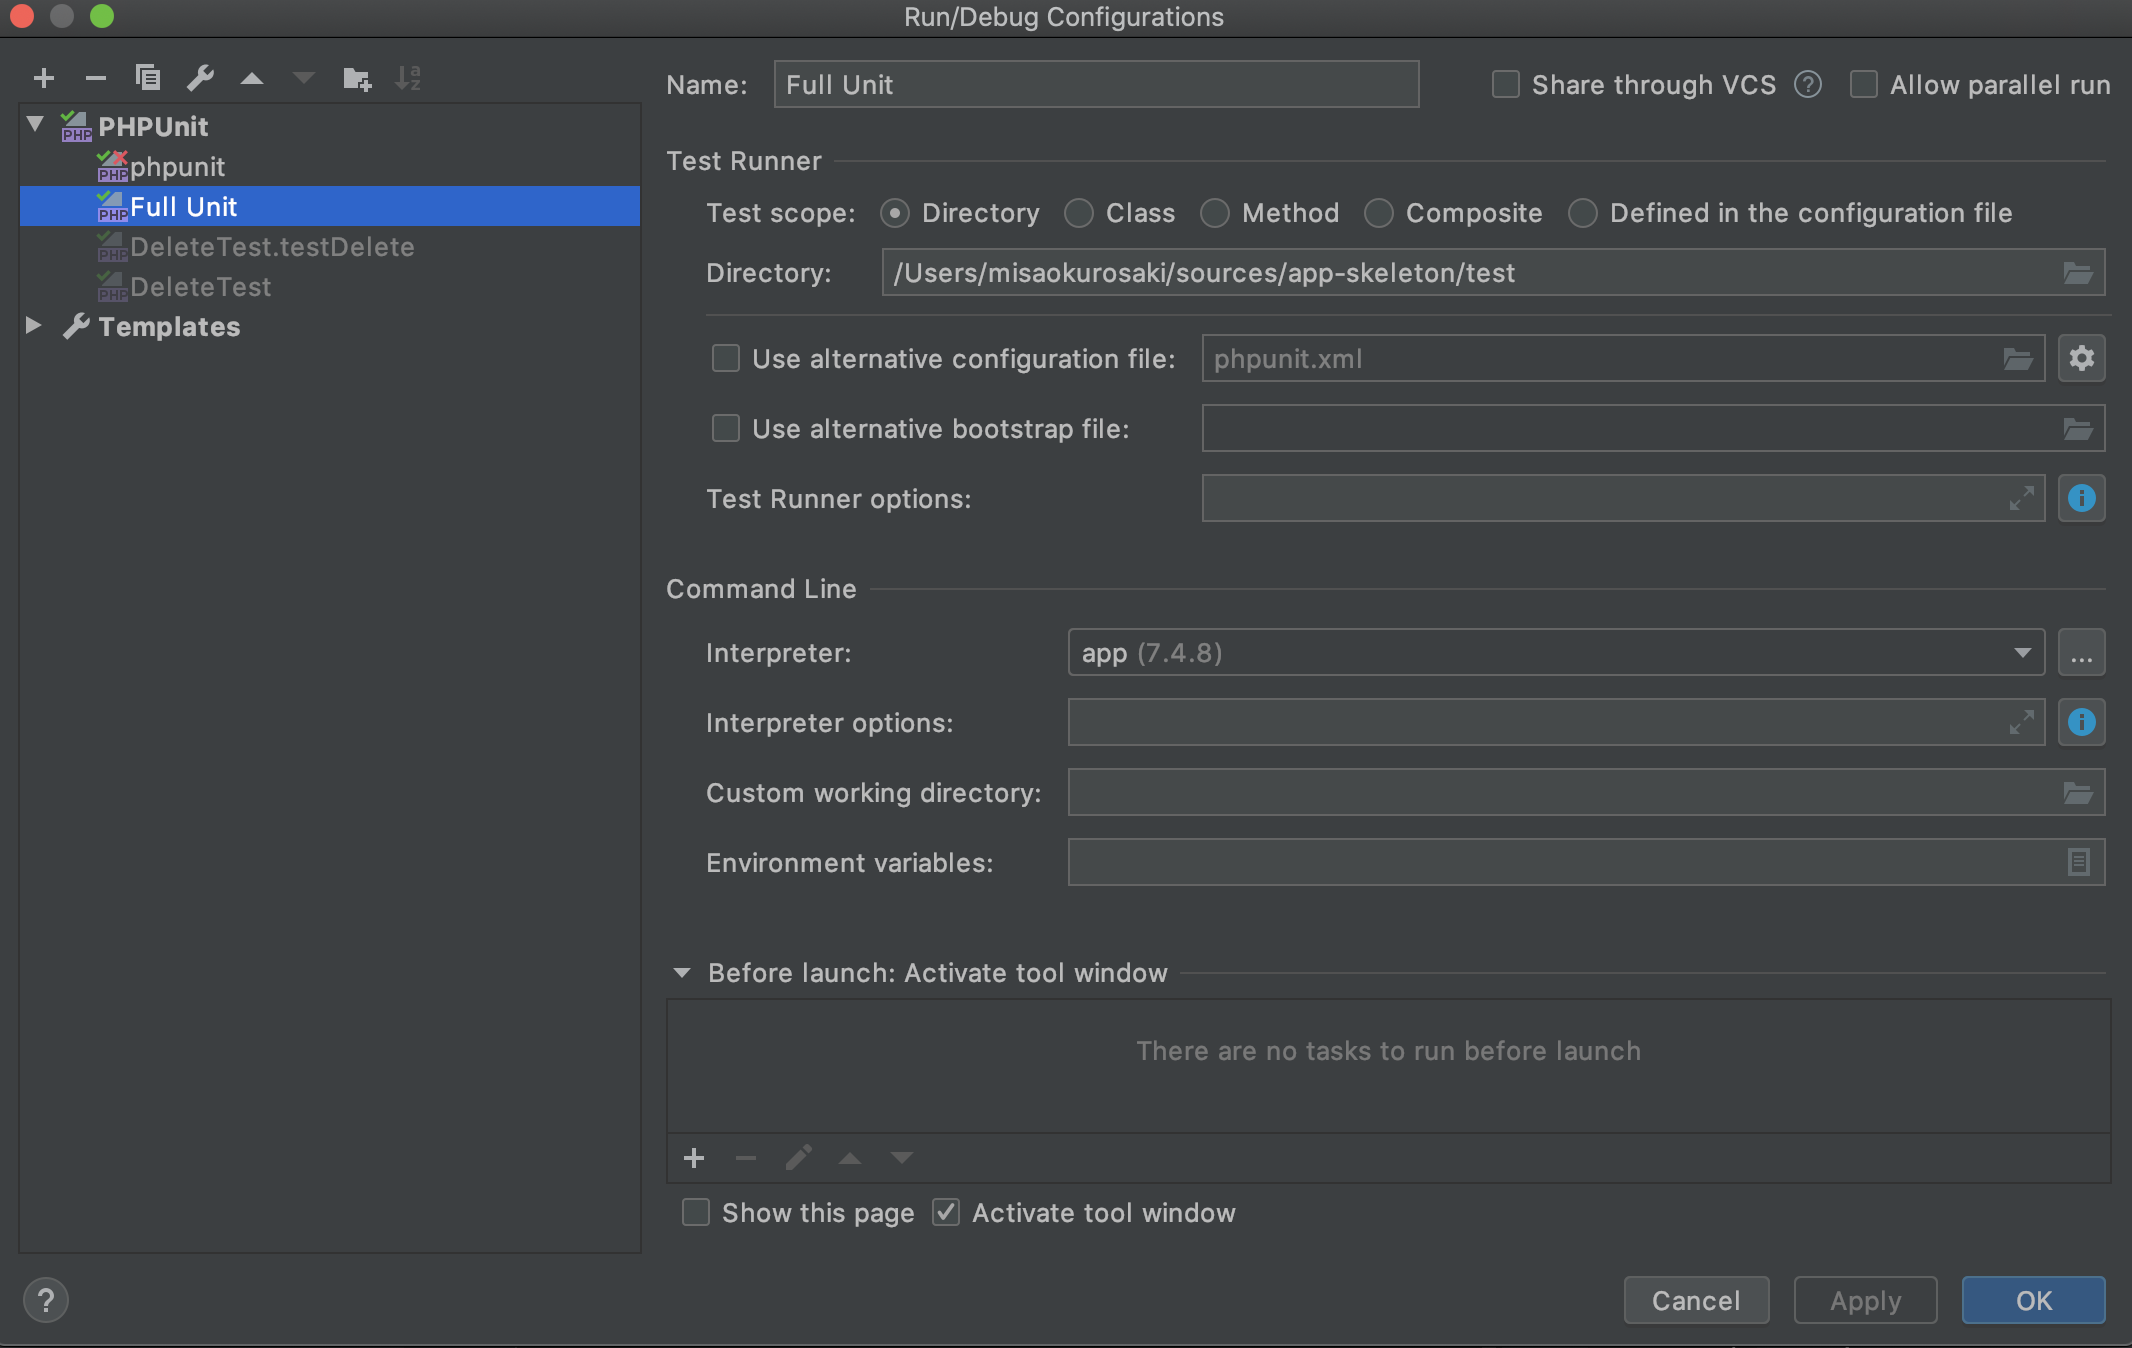 Run/Debug Configurations
PHPUnit
phpunit
Full Unit
DeleteTest.testDelete
DeleteTest
Templates
Name: Full Unit Share through VCS ? Allow parallel run
Test Runner
Test scope: Directory Class Method Composite Defined in the configuration file
Directory: /Users/misaokurosaki/sources/app-skeleton/test
Use alternative configuration file: phpunit.xml
Use alternative bootstrap file:
Test Runner options:
Command Line
Interpreter: app (7.4.8) ...
Interpreter options:
Custom working directory:
Environment variables:
Before launch: Activate tool window
There are no tasks to run before launch
Show this page Activate tool window
? Cancel Apply OK